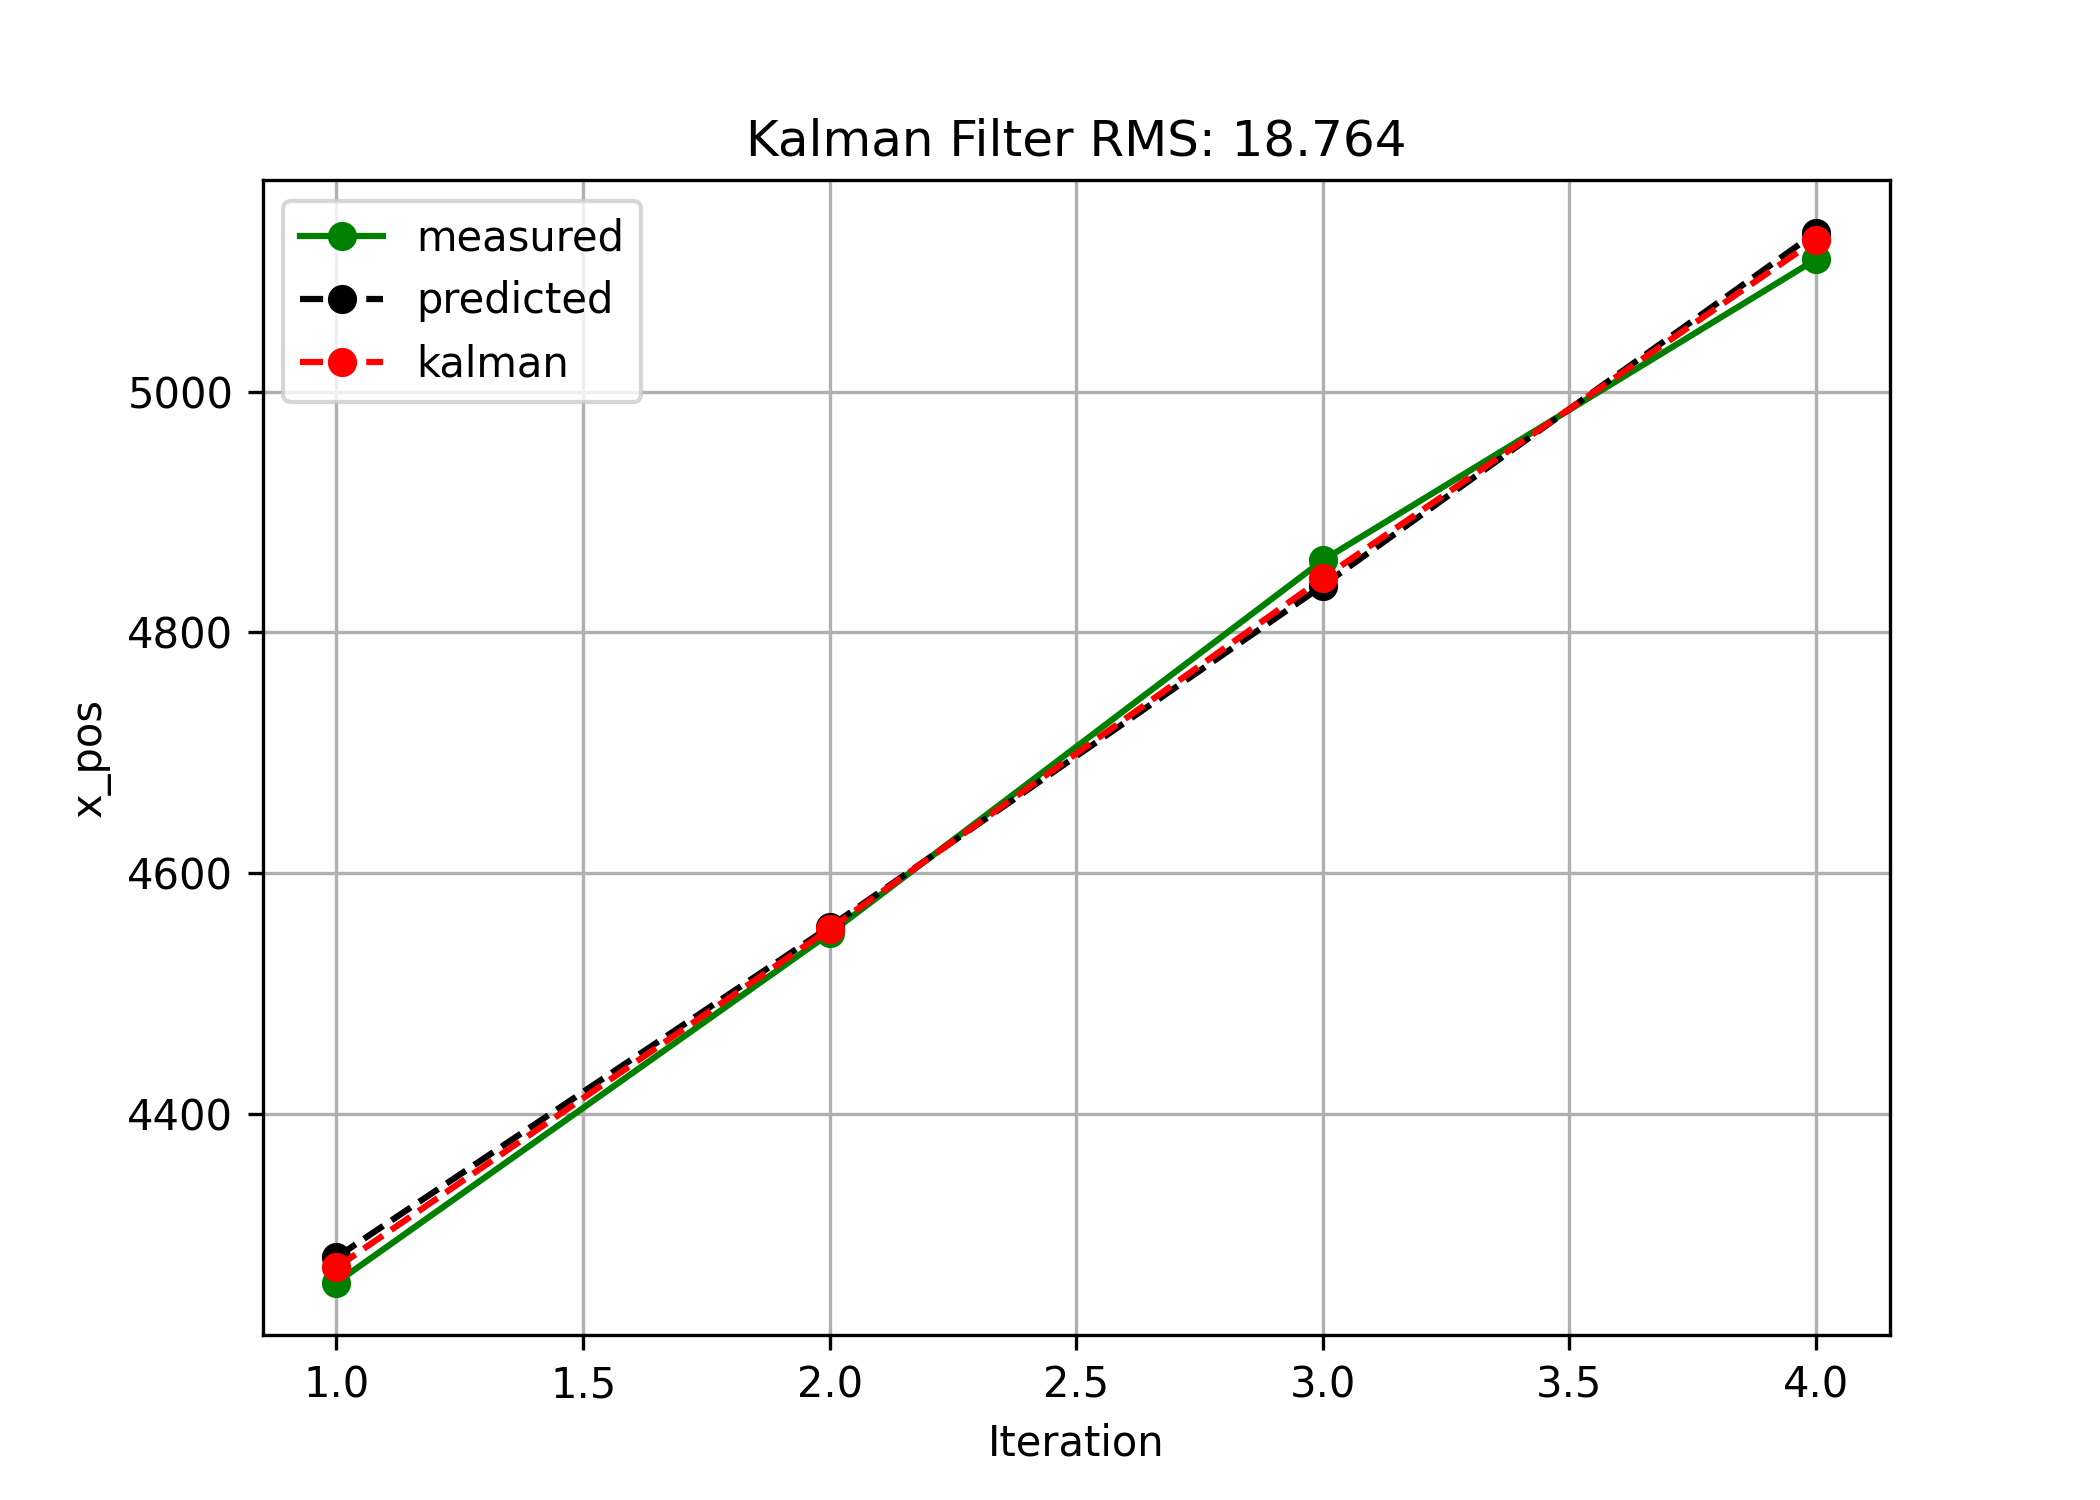 Kalman Filter RMS: 18.764
measured
predicted
kalman
5000
4800
4600
4400
x_pos
1.0 1.5 2.0 2.5 3.0 3.5 4.0
Iteration